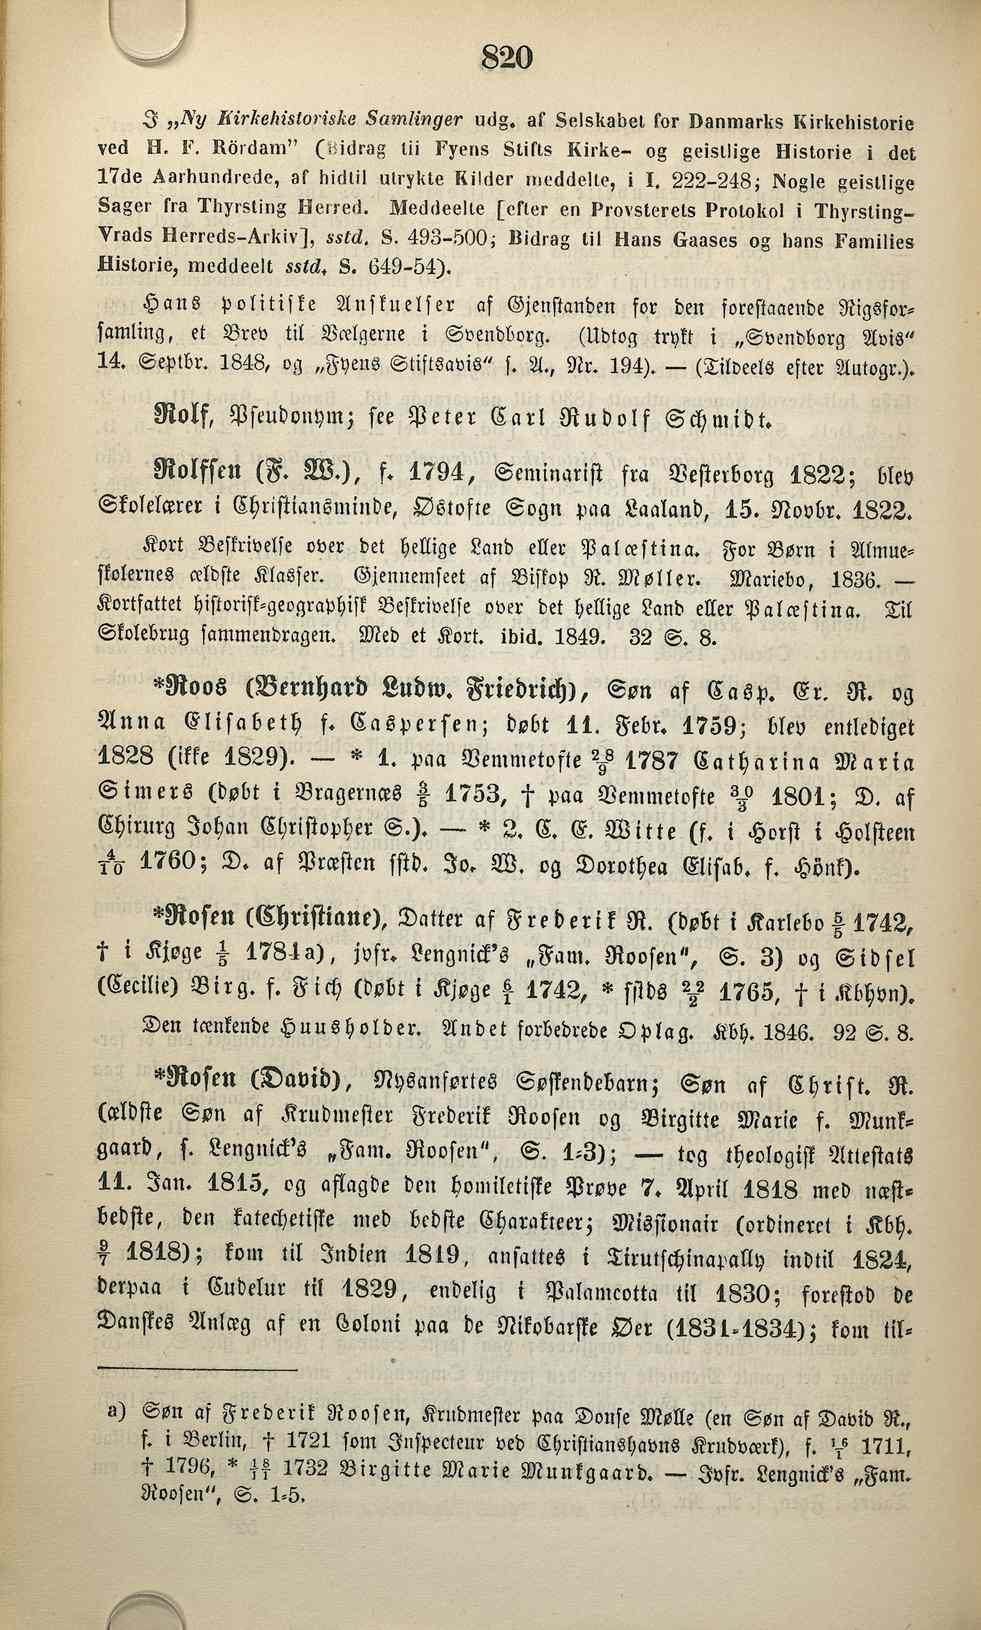 820
I „Ny Kirkehistoriske Samlinger udg. af Selskabet for Danmarks Kirkehistorie
ved H. F. Rördam” (Bidrag tii Fyens Stifts Kirke- og geistlige Historie i det
17de Aarhundrede, af hidtil utrykte Kilder meddelte, i I. 222-248; Nogle geistlige
Sager fra Thyrsting Herred. Meddeelte [efter en Provsterets Protokol i Thyrsting-
Vrads Herreds-Arkiv], sstd. S. 493-500; Bidrag til Hans Gaases og hans Families
Historie, meddeelt sstd. S. 649-54).
Hans politiske Anskuelser af Gjenstanden for den forestaaende Rigsfor-
samling, et Brev til Vælgerne i Svendborg. (Udtog trykt i „Svendborg Avis“
14. Septbr. 1848, og „Fyens Stiftsavis“ s. A., Nr. 194). — (Tildeels efter Autogr.).
Rolf, Pseudonym; see Peter Carl Rudolf Schmidt.
Rolfsen (F. W.), f. 1794, Seminarist fra Vesterborg 1822; blev
Skolelærer i Christiansminde, Østofte Sogn paa Laaland, 15. Novbr. 1822.
Kort Beskrivelse over det hellige Land eller Palæstina. For Børn i Almue-
skolernes ældste Klasser. Gjennemseet af Biskop R. Møller. Mariebo, 1836. —
Kortfattet historisk-geographisk Beskrivelse over det hellige Land eller Palæstina. Til
Skolebrug sammendragen. Med et Kort. ibid. 1849. 32 S. 8.
*Roos (Bernhard Ludw. Friedrich), Søn af Casp. Er. R. og
Anna Elisabeth f. Caspersen; døbt 11. Febr. 1759; blev entlediget
1828 (ikke 1829). — * 1. paa Vemmetofte 28/9 1787 Catharina Maria
Simers (døbt i Bragernæs 3/8 1753, † paa Vemmetofte 30/3 1801; D. af
Chirurg Johan Christopher S.). — * 2. C. E. Witte (f. i Horst i Holsteen
4/10 1760; D. af Præsten sstd. Jo. W. og Dorothea Elisab. f. Hönk).
*Rosen (Christiane), Datter af Frederik R. (døbt i Karlebo 5/8 1742,
† i Kjøge 1/8 1784a), jvfr. Lengnick's „Fam. Roosen“, S. 3) og Sidsel
(Cecilie) Birg. f. Fich (døbt i Kjøge 6/1 1742, * sstds 22/2 1765, † i Kbhvn).
Den tænkende Huusholder. Andet forbedrede Oplag. Kbh. 1846. 92 S. 8.
*Rosen (David), Nysanførtes Søskendebarn; Søn af Christ. R.
(ældste Søn af Krudmester Frederik Roosen og Birgitte Marie f. Munk-
gaard, s. Lengnick's „Fam. Roosen“, S. 1-3); — tog theologisk Attestats
11. Jan. 1815, og aflagde den homiletiske Prøve 7. April 1818 med næst-
bedste, den katechetiske med bedste Charakteer; Missionair (ordineret i Kbh.
9/7 1818); kom til Indien 1819, ansattes i Tirutschinapally indtil 1824,
derpaa i Cudelur til 1829, endelig i Palamcotta til 1830; forestod de
Danskes Anlæg af en Coloni paa de Nikobarske Øer (1831-1834); kom til-
a) Søn af Frederik Roosen, Krudmester paa Donse Mølle (en Søn af David R.,
f. i Berlin, † 1721 som Inspecteur ved Christianshavns Krudværk), f. 16/1 1711,
† 1796, * 18/11 1732 Birgitte Marie Munkgaard. — Jvfr. Lengnick's „Fam.
Roosen“, S. 1-5.